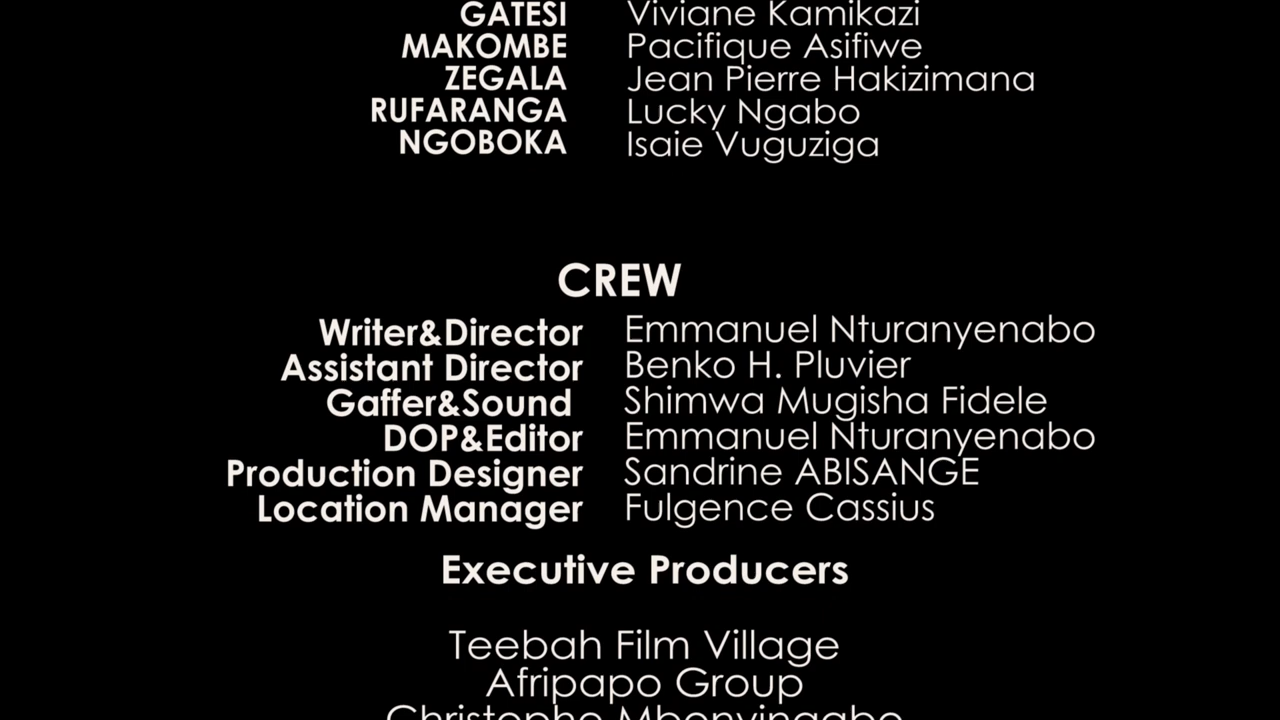 GATESI Viviane Kamikazi
MAKOMBE Pacifique Asifiwe
ZEGALA Jean Pierre Hakizimana
RUFARANGA Lucky Ngabo
NGOBOKA Isaie Vuguziga
CREW
Writer&Director Emmanuel Nturanyenabo
Assistant Director Benko H. Pluvier
Gaffer&Sound Shimwa Mugisha Fidele
DOP&Editor Emmanuel Nturanyenabo
Production Designer Sandrine ABISANGE
Location Manager Fulgence Cassius
Executive Producers
Teebah Film Village
Afripapo Group
Christophe Mbonyingabo